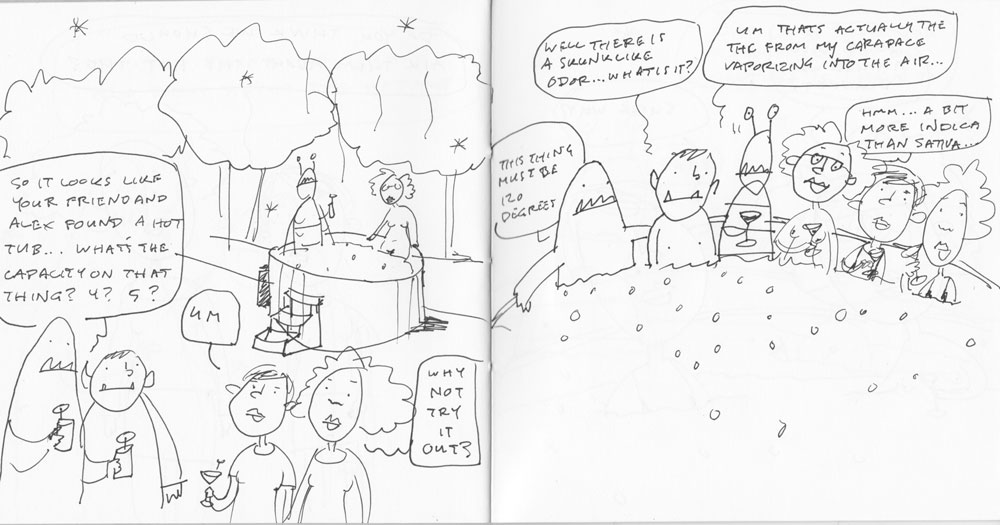 SO IT LOOKS LIKE
YOUR FRIEND AND
ALEX FOUND A HOT
TUB... WHAT'S THE
CAPACITY ON THAT
THING? 4? 5?
UM
WHY
NOT
TRY
IT
OUT?
THIS THING
MUST BE
120
DEGREES
WELL THERE IS
A SKUNKLIKE
ODOR... WHAT IS IT?
UM THATS ACTUALLY THE
THC FROM MY CARAPACE
VAPORIZING INTO THE AIR...
HMM... A BIT
MORE INDICA
THAN SATIVA...